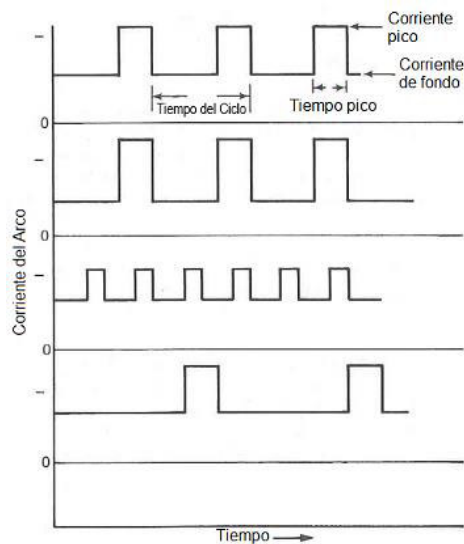 Corriente
pico
Corriente
de fondo
Tiempo del Ciclo
Tiempo pico
0
0
0
0
Corriente del Arco
Tiempo